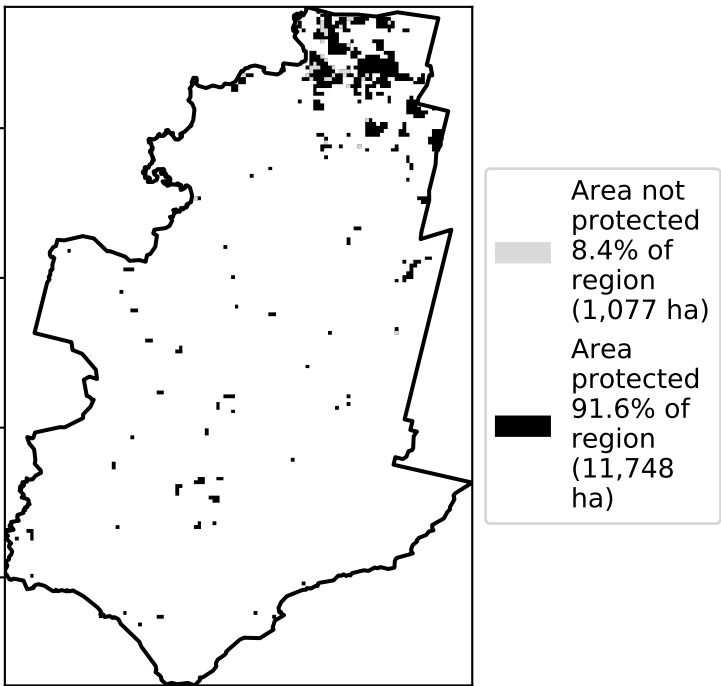 Area not
protected
8.4% of
region
(1,077 ha)
Area
protected
91.6% of
region
(11,748
ha)